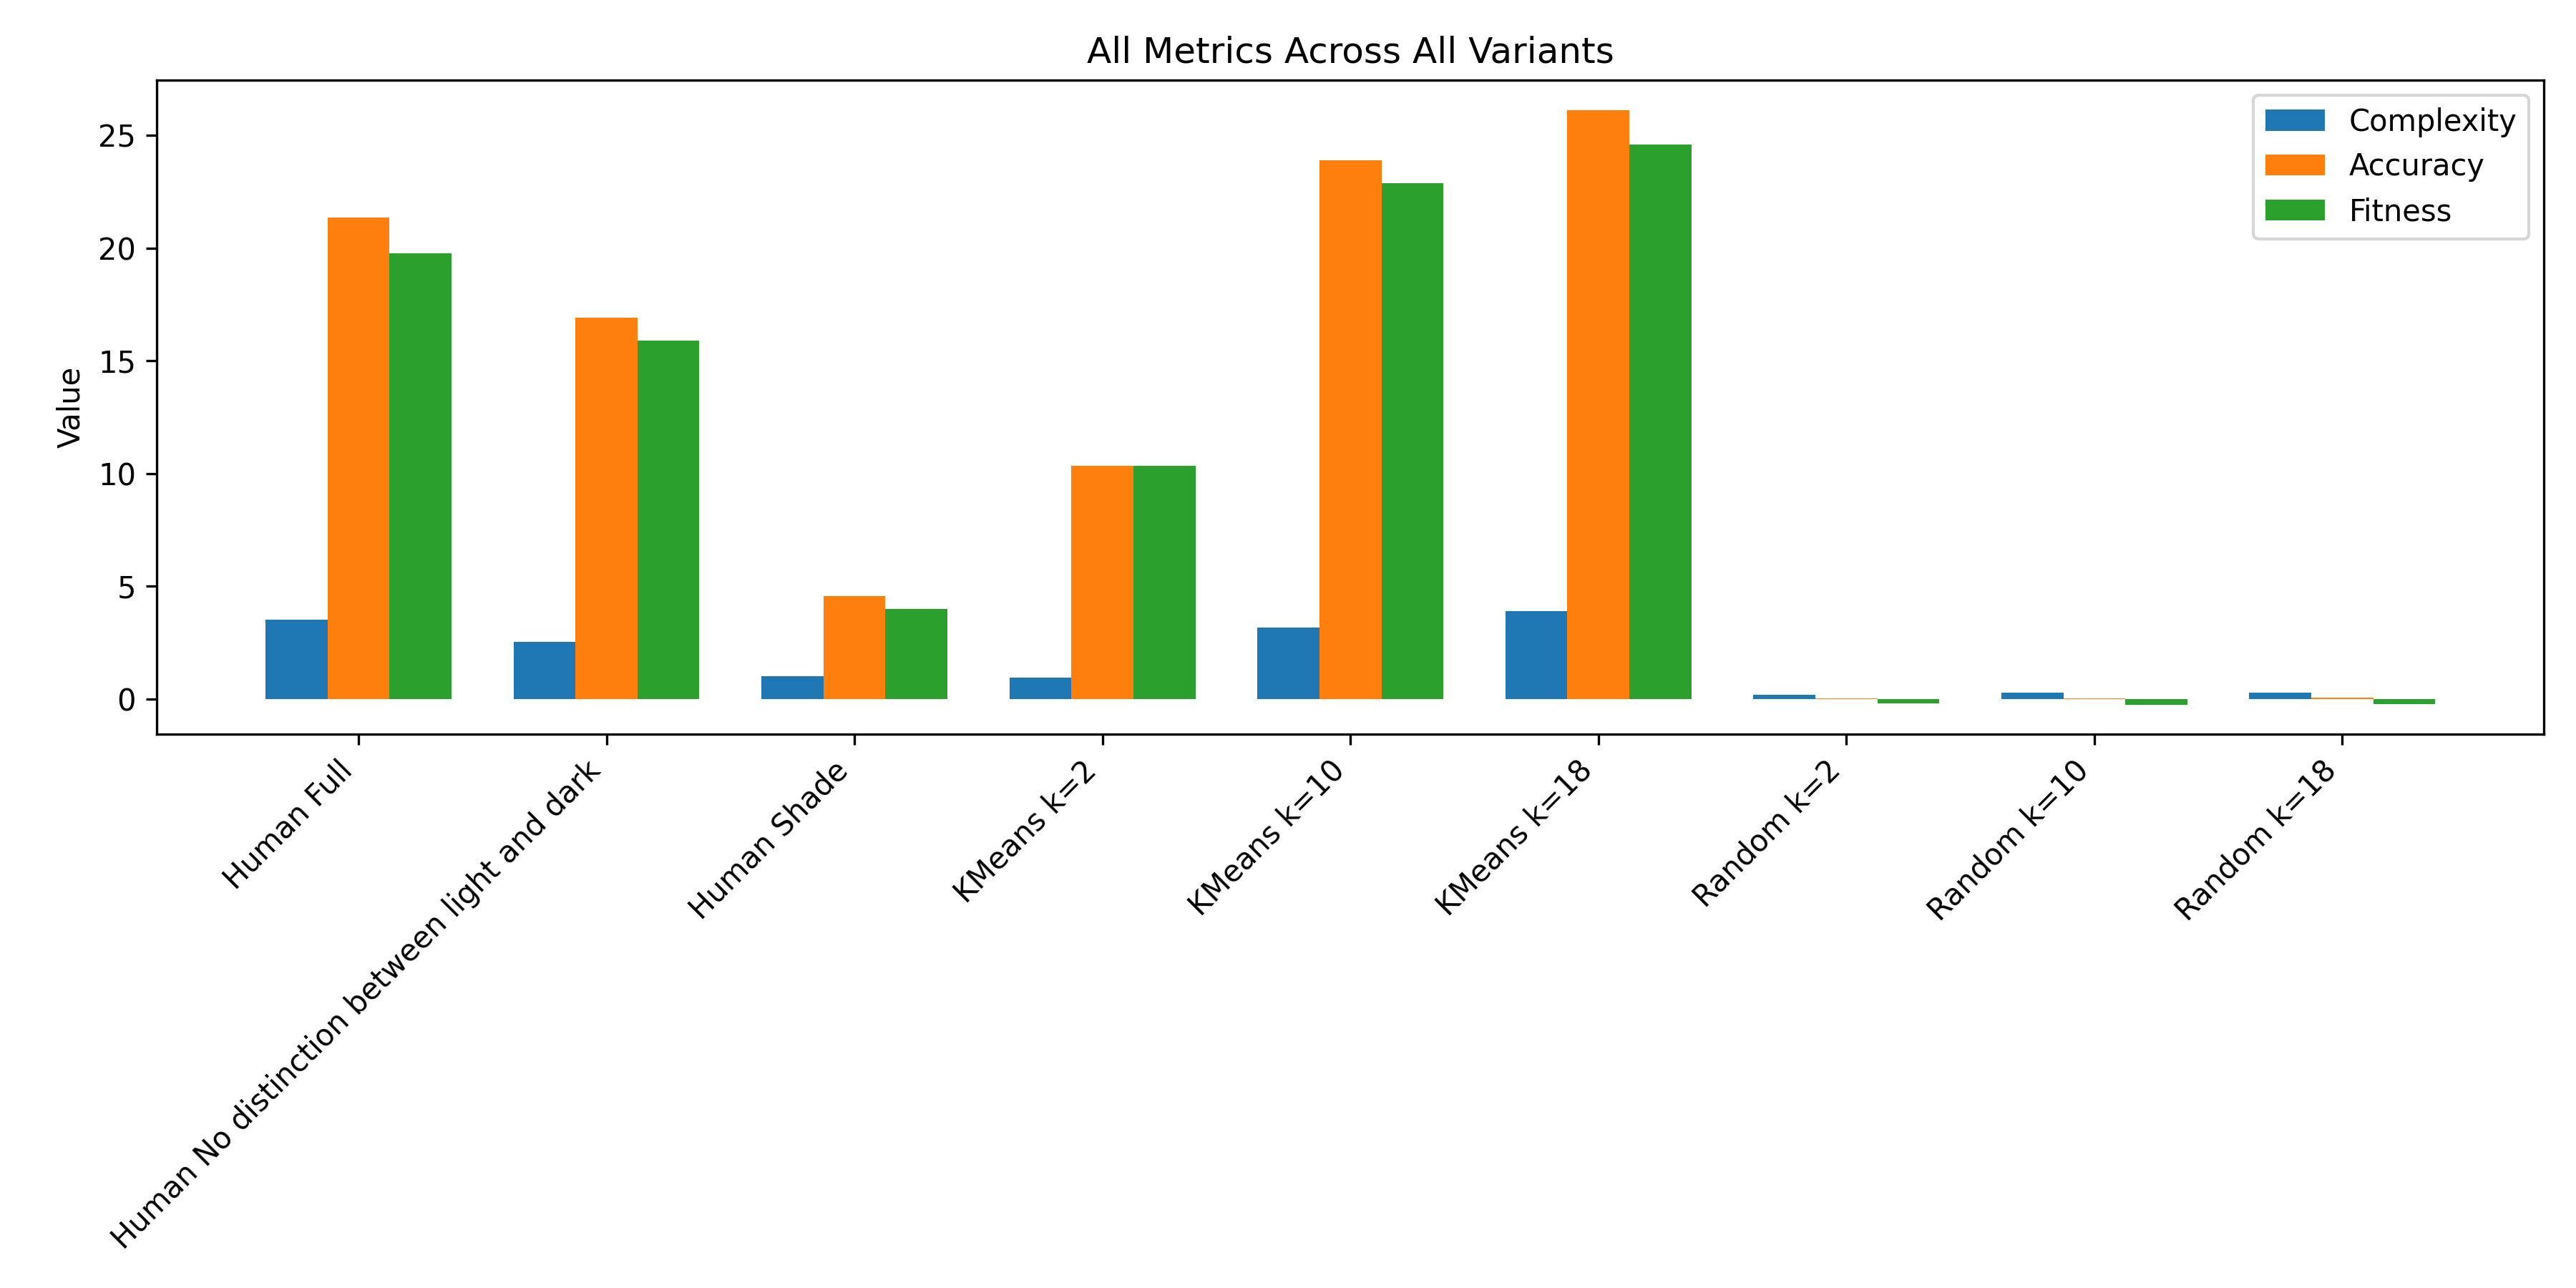 All Metrics Across All Variants
Complexity
Accuracy
Fitness
Value
25
20
15
10
5
0
Human Full
Human No distinction between light and dark
Human Shade
KMeans k=2
KMeans k=10
KMeans k=18
Random k=2
Random k=10
Random k=18